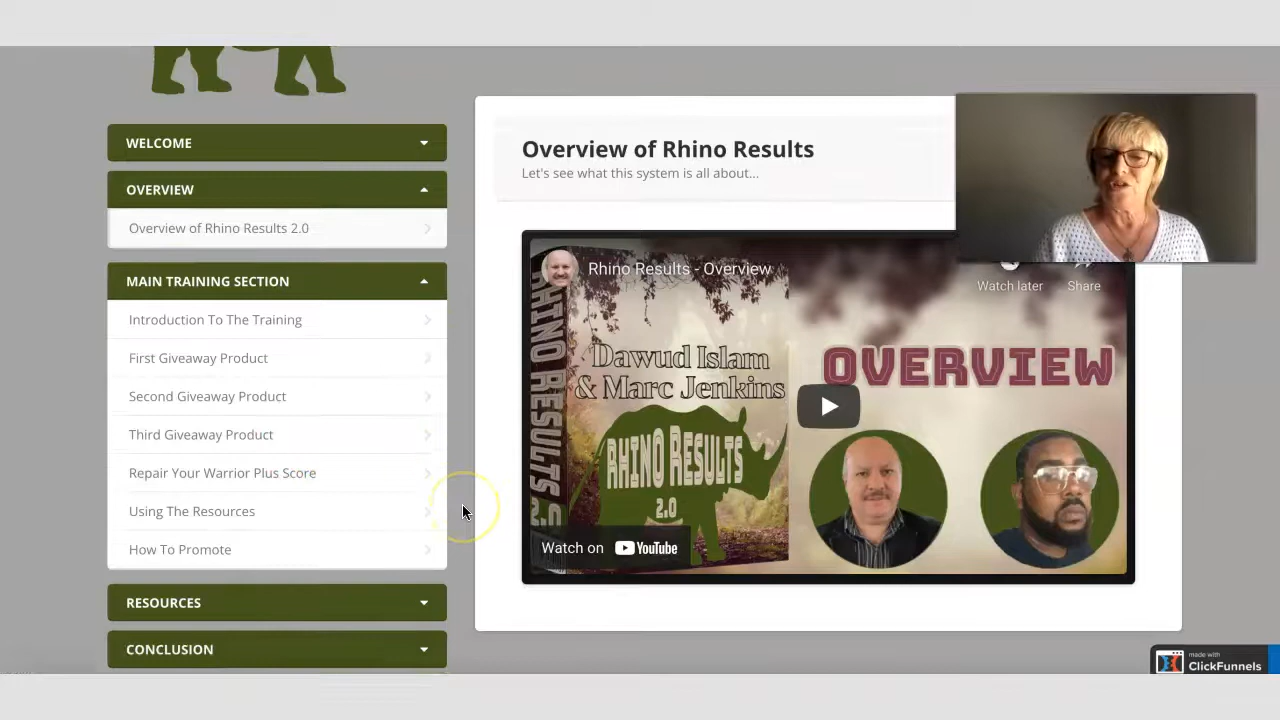 WELCOME
OVERVIEW
Overview of Rhino Results 2.0
MAIN TRAINING SECTION
Introduction To The Training
First Giveaway Product
Second Giveaway Product
Third Giveaway Product
Repair Your Warrior Plus Score
Using The Resources
How To Promote
RESOURCES
CONCLUSION
Overview of Rhino Results
Let's see what this system is all about...
Rhino Results - Overview
Watch later
Share
RHINO RESULTS 2.0
Dawud Islam
& Marc Jenkins
RHINO RESULTS
2.0
OVERVIEW
Watch on YouTube
made with
ClickFunnels